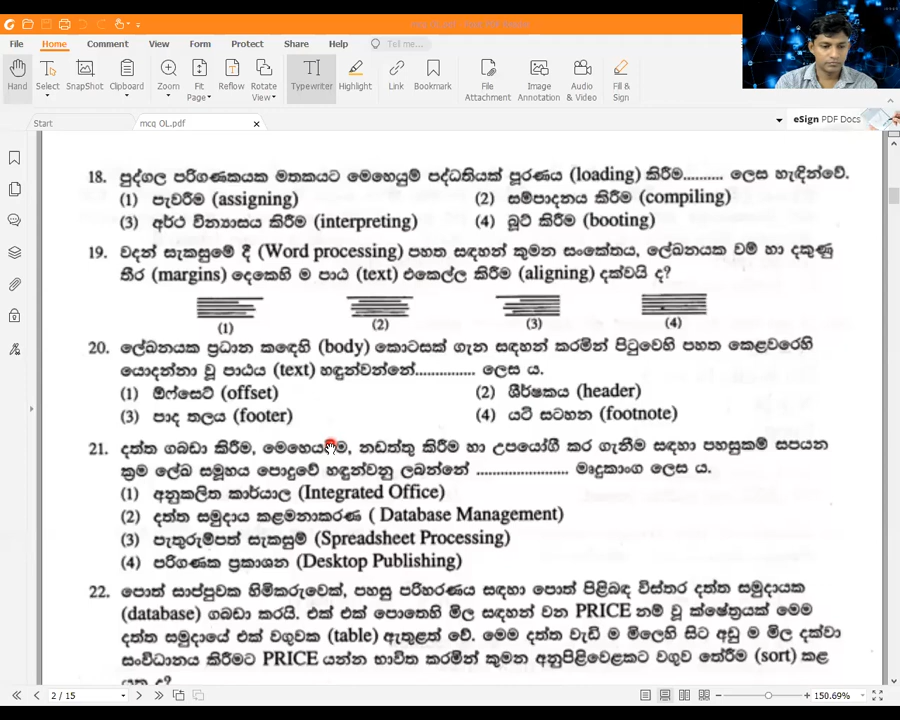 File Home Comment View Form Protect Share Help Tell me...
Hand Select SnapShot Clipboard Zoom Fit Page Reflow Rotate View Typewriter Highlight Link Bookmark File Attachment Image Annotation Audio & Video Fill & Sign
Start mcq OL.pdf eSign PDF Docs
18. පුද්ගල පරිගණකයක මතකයට මෙහෙයුම් පද්ධතියක් පූරණය (loading) කිරීම......... ලෙස හැඳින්වේ.
(1) පැවරීම (assigning) (2) සම්පාදනය කිරීම (compiling)
(3) අර්ථ වින්‍යාසය කිරීම (interpreting) (4) බූට් කිරීම (booting)
19. වදන් සැකසුමේ දී (Word processing) පහත සඳහන් කුමන සංකේතය, ලේඛනයක වම් හා දකුණු
තීර (margins) දෙකෙහි ම පාඨ (text) එකෙල්ල කිරීම (aligning) දක්වයි ද?
(1) (2) (3) (4)
20. ලේඛනයක ප්‍රධාන කඳෙහි (body) කොටසක් ගැන සඳහන් කරමින් පිටුවෙහි පහත කෙළවරෙහි
යොදන්නා වූ පාඨය (text) හඳුන්වන්නේ............... ලෙස ය.
(1) ඕෆ්සෙට් (offset) (2) ශීර්ෂකය (header)
(3) පාද තලය (footer) (4) යටි සටහන (footnote)
21. දත්ත ගබඩා කිරීම, නඩත්තු කිරීම හා උපයෝගී කර ගැනීම සඳහා පහසුකම් සපයන
ක්‍රම ලේඛ සමූහය පොදුවේ හඳුන්වනු ලබන්නේ ....................... මෘදුකාංග ලෙස ය.
(1) අනුකලිත කාර්යාල (Integrated Office)
(2) දත්ත සමුදාය කළමනාකරණ ( Database Management)
(3) පැතුරුම්පත් සැකසුම් (Spreadsheet Processing)
(4) පරිගණක ප්‍රකාශන (Desktop Publishing)
22. පොත් සාප්පුවක හිමිකරුවෙක්, පහසු පරිහරණය සඳහා පොත් පිළිබඳ විස්තර දත්ත සමුදායක
(database) ගබඩා කරයි. එක් එක් පොතෙහි මිල සඳහන් වන PRICE නම් වූ ක්ෂේත්‍රයක් මෙම
දත්ත සමුදායේ එක් වගුවක (table) ඇතුළත් වේ. මෙම දත්ත වැඩි ම මිලෙහි සිට අඩු ම මිල දක්වා
සංවිධානය කිරීමට PRICE යන්න භාවිත කරමින් කුමන අනුපිළිවෙළකට වගුව තේරීම (sort) කළ
2 / 15 150.69%